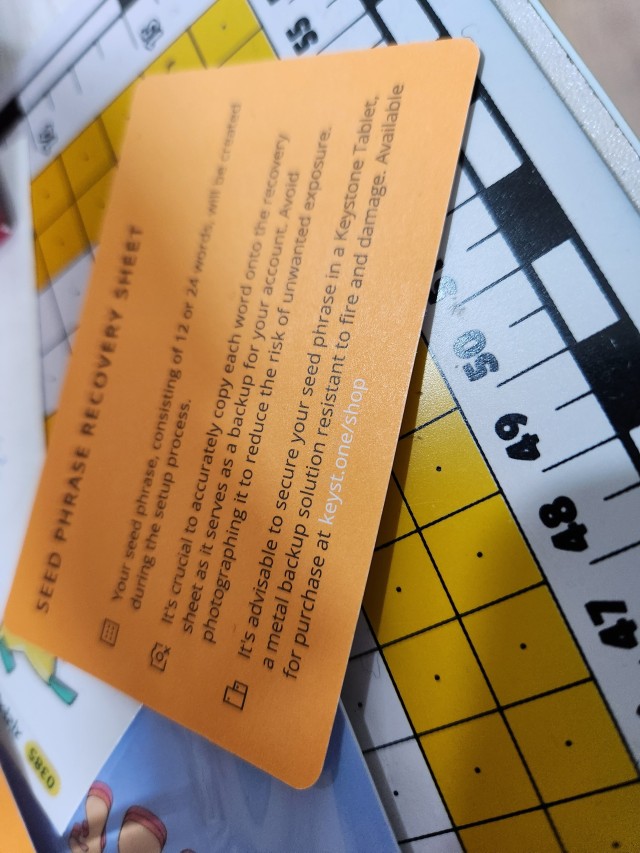 SEED PHRASE RECOVERY SHEET
Your seed phrase, consisting of 12 or 24 words, will be created
during the setup process.
It's crucial to accurately copy each word onto the recovery
sheet as it serves as a backup for your account. Avoid
photographing it to reduce the risk of unwanted exposure.
It's advisable to secure your seed phrase in a Keystone Tablet,
a metal backup solution resistant to fire and damage. Available
for purchase at keyst.one/shop
55
50
49
48
47
0385